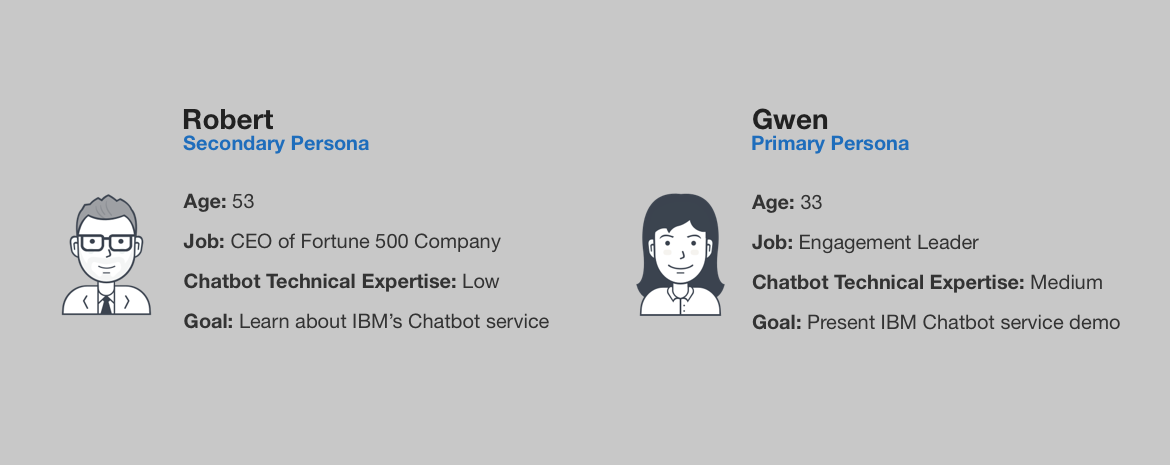 Robert
Secondary Persona
Age: 53
Job: CEO of Fortune 500 Company
Chatbot Technical Expertise: Low
Goal: Learn about IBM’s Chatbot service
Gwen
Primary Persona
Age: 33
Job: Engagement Leader
Chatbot Technical Expertise: Medium
Goal: Present IBM Chatbot service demo